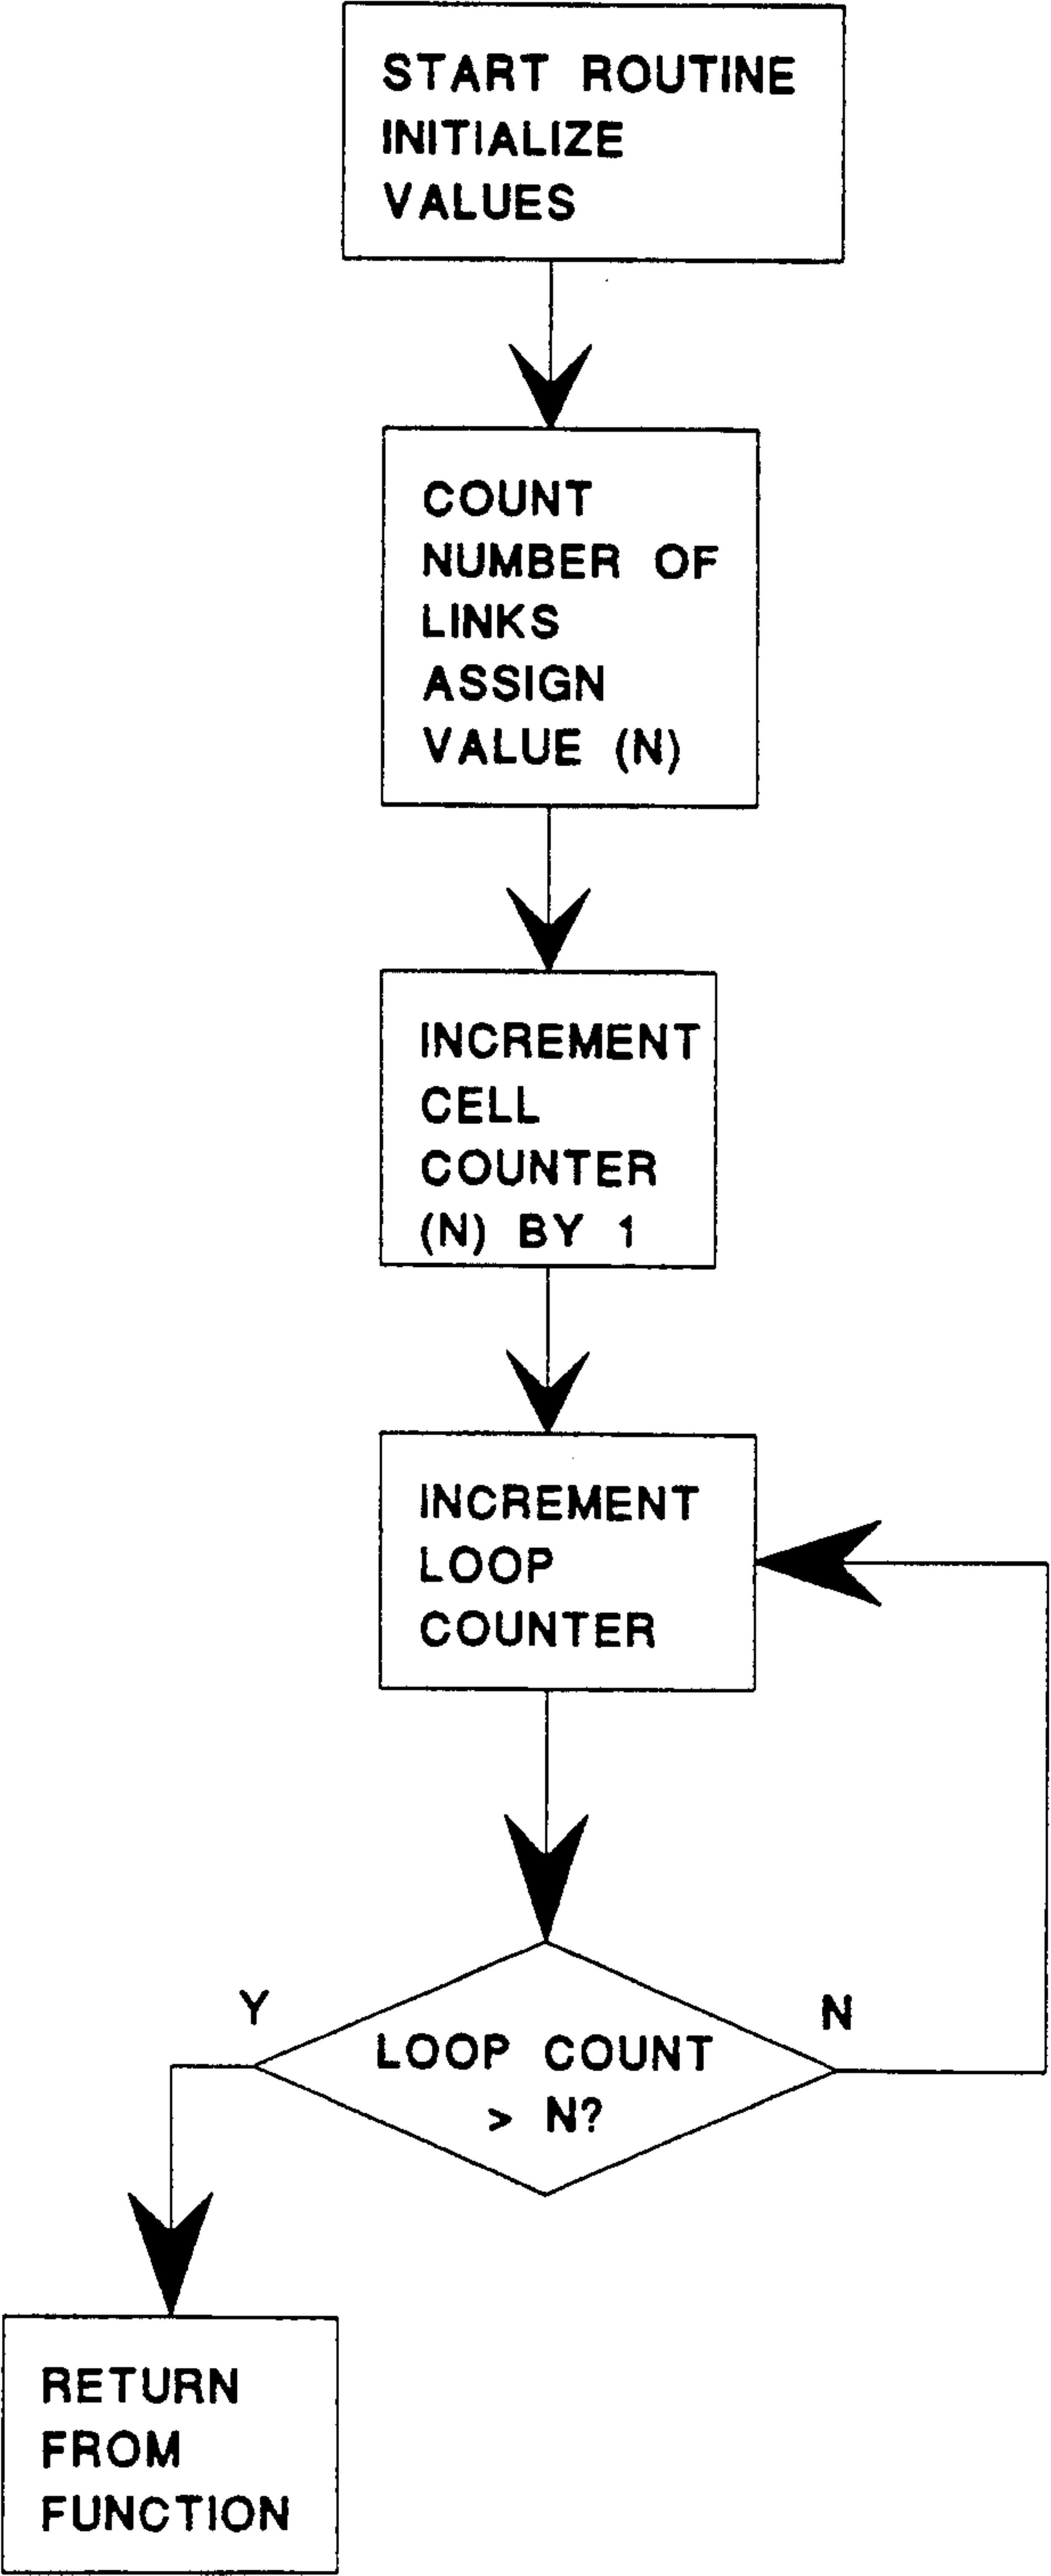 START ROUTINE
INITIALIZE
VALUES
COUNT
NUMBER OF
LINKS
ASSIGN
VALUE (N)
INCREMENT
CELL
COUNTER
(N) BY 1
INCREMENT
LOOP
COUNTER
Y
N
LOOP COUNT
> N?
RETURN
FROM
FUNCTION